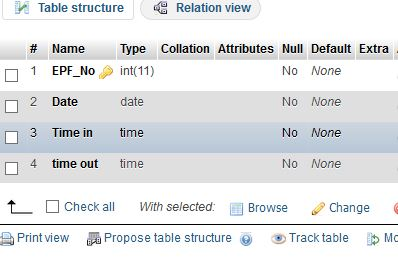 Table structure Relation view
# Name Type Collation Attributes Null Default Extra
1 EPF_No int(11) No None
2 Date date No None
3 Time in time No None
4 time out time No None
Check all With selected: Browse Change
Print view Propose table structure Track table